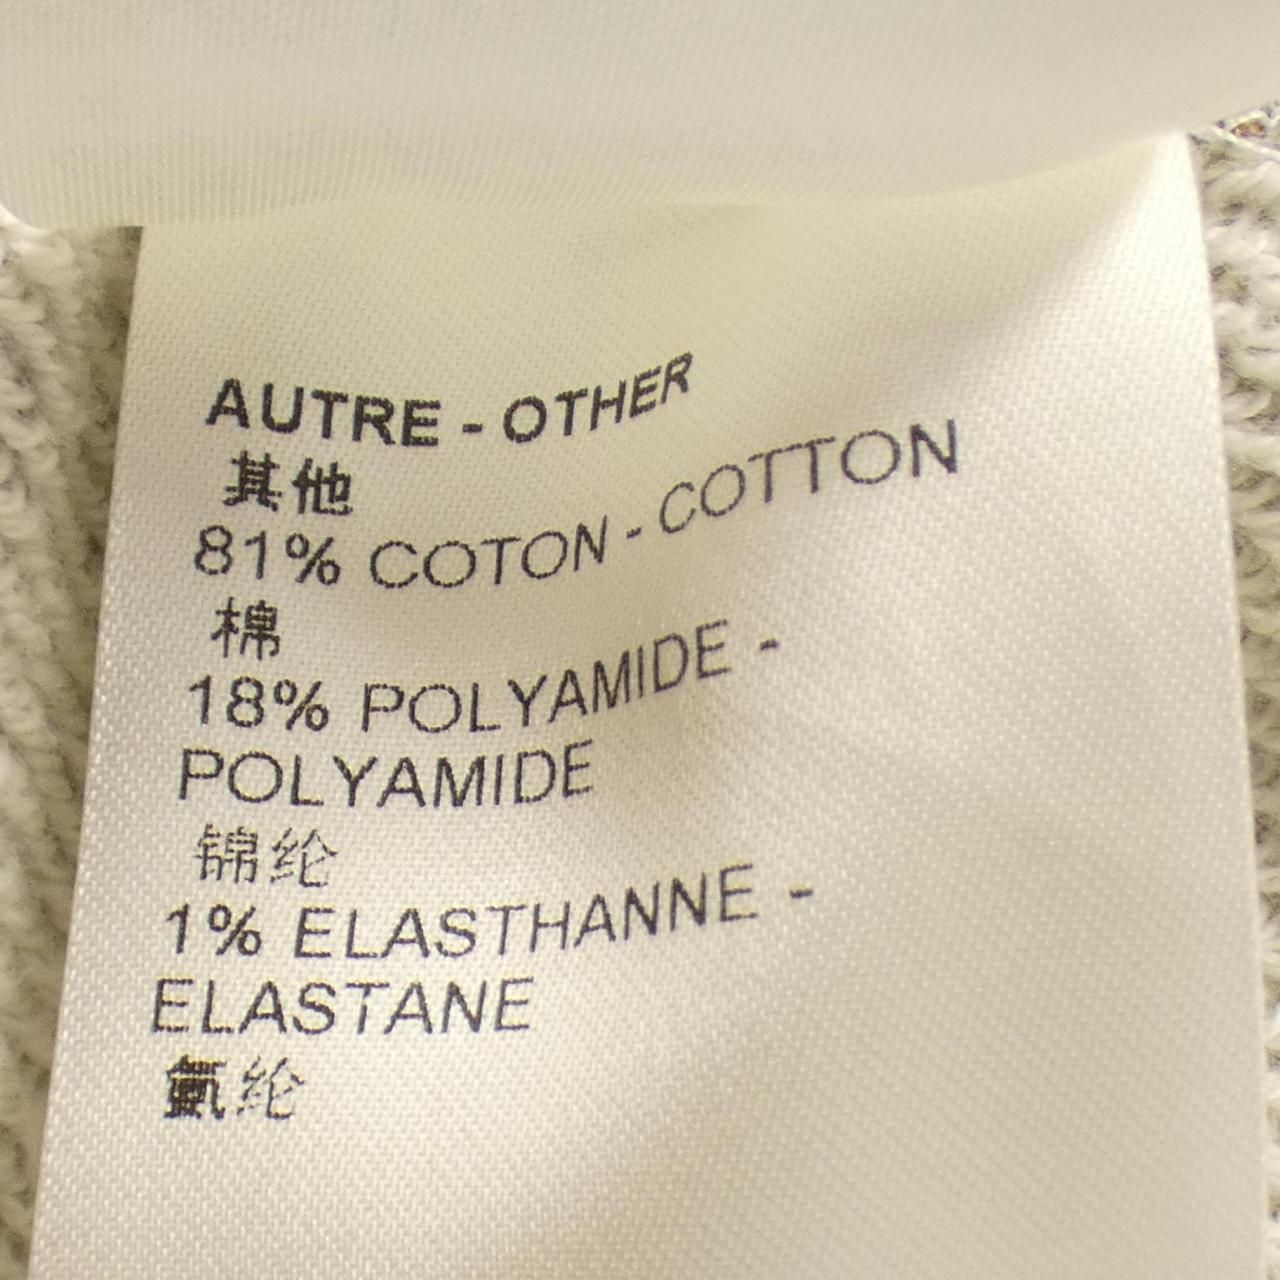 AUTRE - OTHER
其他
81% COTON - COTTON
棉
18% POLYAMIDE -
POLYAMIDE
锦纶
1% ELASTHANNE -
ELASTANE
氨纶